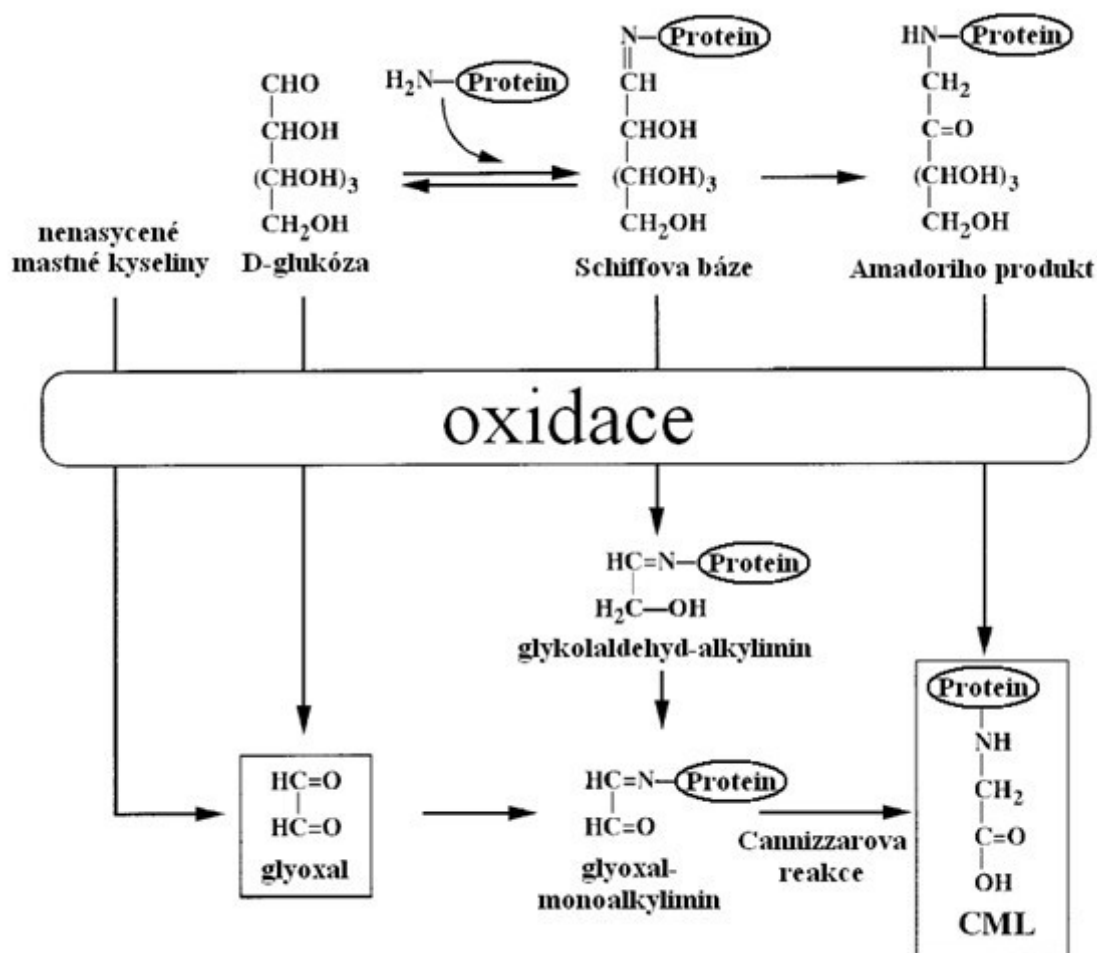 N—Protein
CH
CHOH
(CHOH)3
CH2OH
Schiffova báze
HN—Protein
CH2
C=O
(CHOH)3
CH2OH
Amadoriho produkt
H2N—Protein
CHO
CHOH
(CHOH)3
CH2OH
D-glukóza
nenasycené
mastné kyseliny
oxidace
HC=N—Protein
H2C—OH
glykolaldehyd-alkylimin
HC=O
HC=O
glyoxal
HC=N—Protein
HC=O
glyoxal-
monoalkylimin
Cannizzarova
reakce
Protein
NH
CH2
C=O
OH
CML